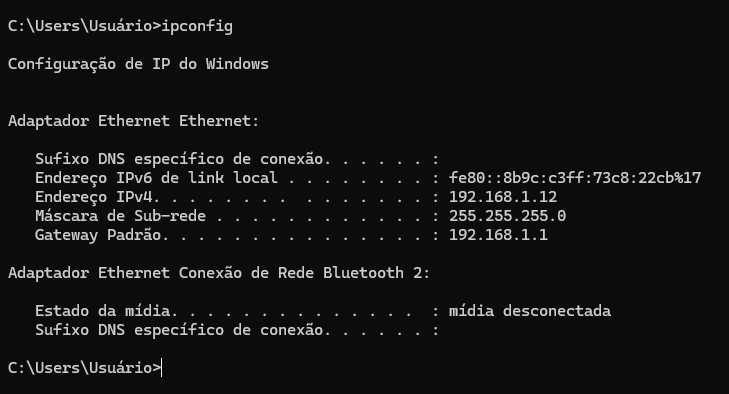 C:\Users\Usuário>ipconfig
Configuração de IP do Windows
Adaptador Ethernet Ethernet:
Sufixo DNS específico de conexão. . . . . . :
Endereço IPv6 de link local . . . . . . . . : fe80::8b9c:c3ff:73c8:22cb%17
Endereço IPv4. . . . . . . .  . . . . . . . : 192.168.1.12
Máscara de Sub-rede . . . . . . . . . . . . : 255.255.255.0
Gateway Padrão. . . . . . . . . . . . . . . : 192.168.1.1
Adaptador Ethernet Conexão de Rede Bluetooth 2:
Estado da mídia. . . . . . . . . . . . . .  : mídia desconectada
Sufixo DNS específico de conexão. . . . . . :
C:\Users\Usuário>